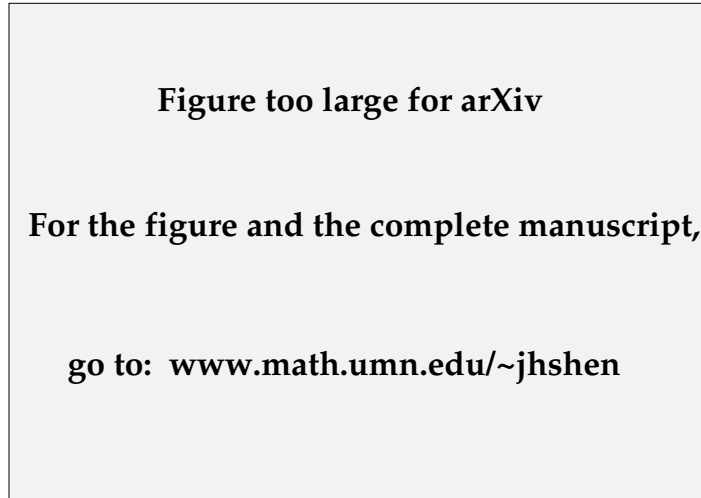 Figure too large for arXiv
For the figure and the complete manuscript,
go to: www.math.umn.edu/~jhshen